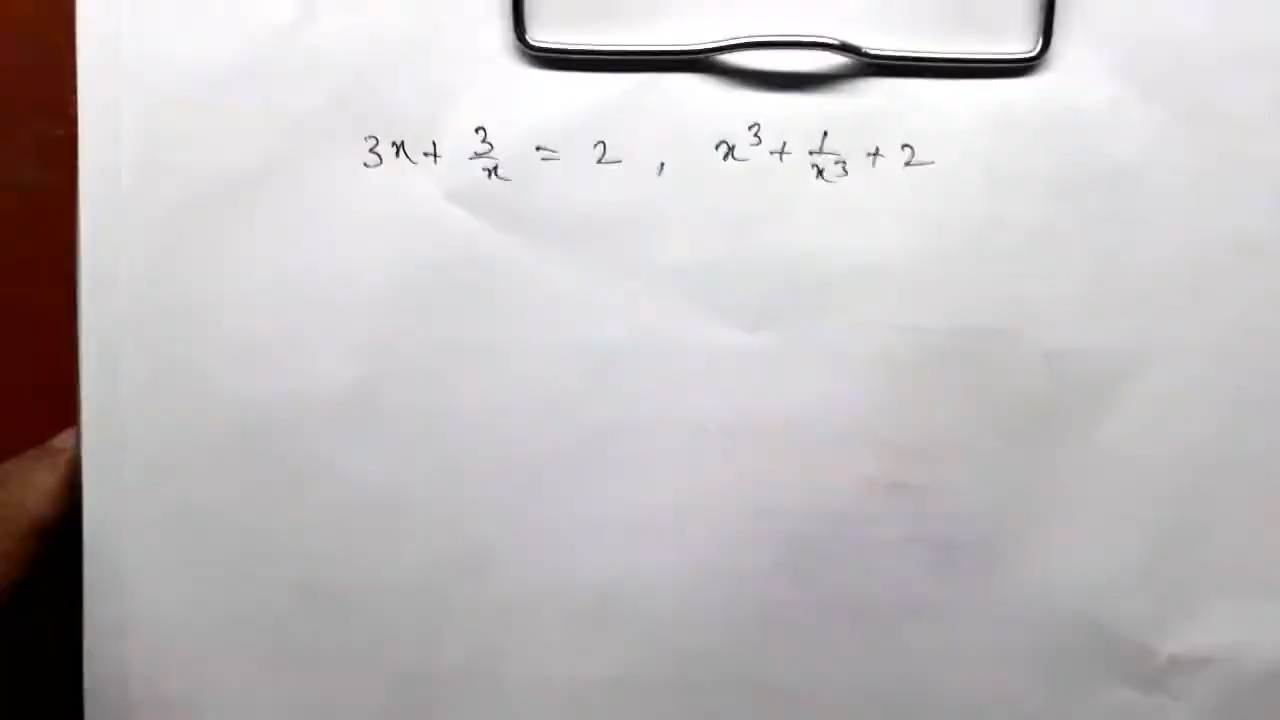 3x + 3/x = 2 , x³ + 1/x³ + 2